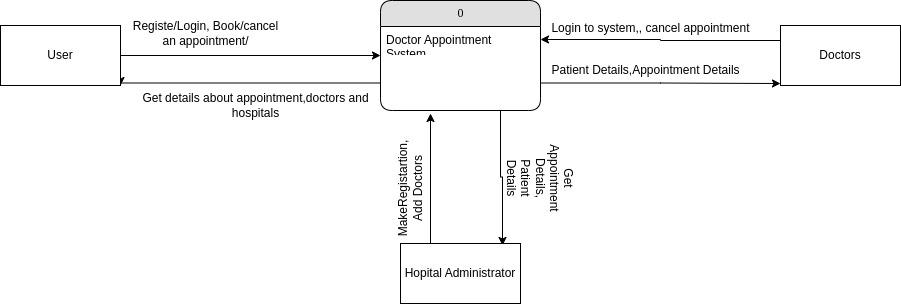 0
Registe/Login, Book/cancel
an appointment/
Login to system,, cancel appointment
User
Doctor Appointment
System
Doctors
Patient Details,Appointment Details
Get details about appointment,doctors and
hospitals
MakeRegistartion,
Add Doctors
Get
Appointment
Details,
Patient
Details
Hopital Administrator